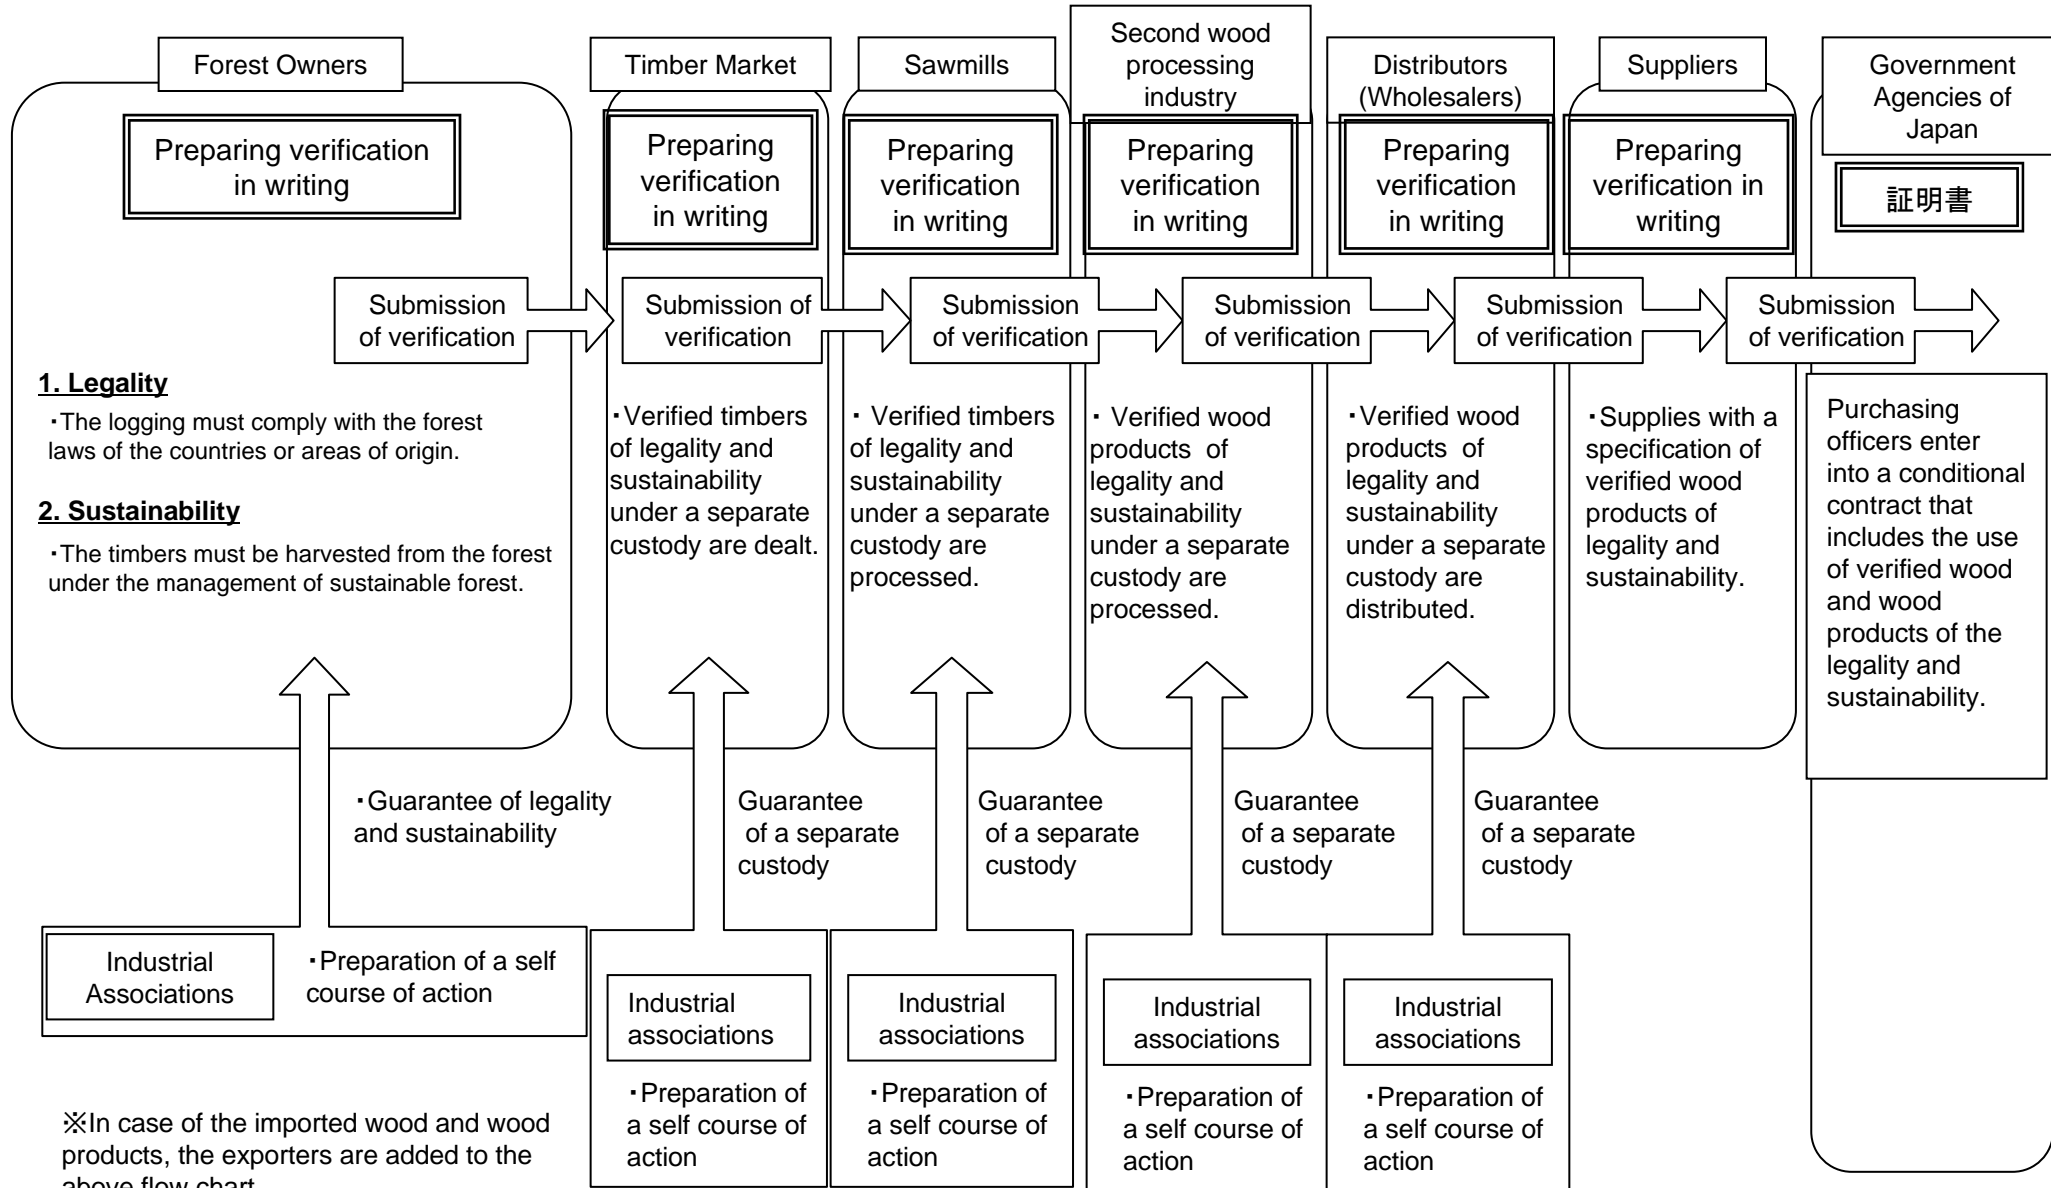 Forest Owners
Preparing verification
in writing
Submission
of verification
1. Legality
・The logging must comply with the forest
laws of the countries or areas of origin.
2. Sustainability
・The timbers must be harvested from the forest
under the management of sustainable forest.
・Guarantee of legality
and sustainability
Industrial
Associations
・Preparation of a self
course of action
Timber Market
Preparing
verification
in writing
Submission of
verification
・Verified timbers
of legality and
sustainability
under a separate
custody are dealt.
Guarantee
of a separate
custody
Industrial
associations
・Preparation of
a self course of
action
Sawmills
Preparing
verification
in writing
Submission
of verification
・ Verified timbers
of legality and
sustainability
under a separate
custody are
processed.
Guarantee
of a separate
custody
Industrial
associations
・Preparation of
a self course of
action
Second wood
processing
industry
Preparing
verification
in writing
Submission
of verification
・ Verified wood
products of
legality and
sustainability
under a separate
custody are
processed.
Guarantee
of a separate
custody
Industrial
associations
・Preparation of
a self course of
action
Distributors
(Wholesalers)
Preparing
verification
in writing
Submission
of verification
・Verified wood
products of
legality and
sustainability
under a separate
custody are
distributed.
Guarantee
of a separate
custody
Industrial
associations
・Preparation of
a self course of
action
Suppliers
Preparing
verification in
writing
Submission
of verification
・Supplies with a
specification of
verified wood
products of
legality and
sustainability.
Government
Agencies of
Japan
証明書
Purchasing
officers enter
into a conditional
contract that
includes the use
of verified wood
and wood
products of the
legality and
sustainability.
※In case of the imported wood and wood
products, the exporters are added to the
above flow chart